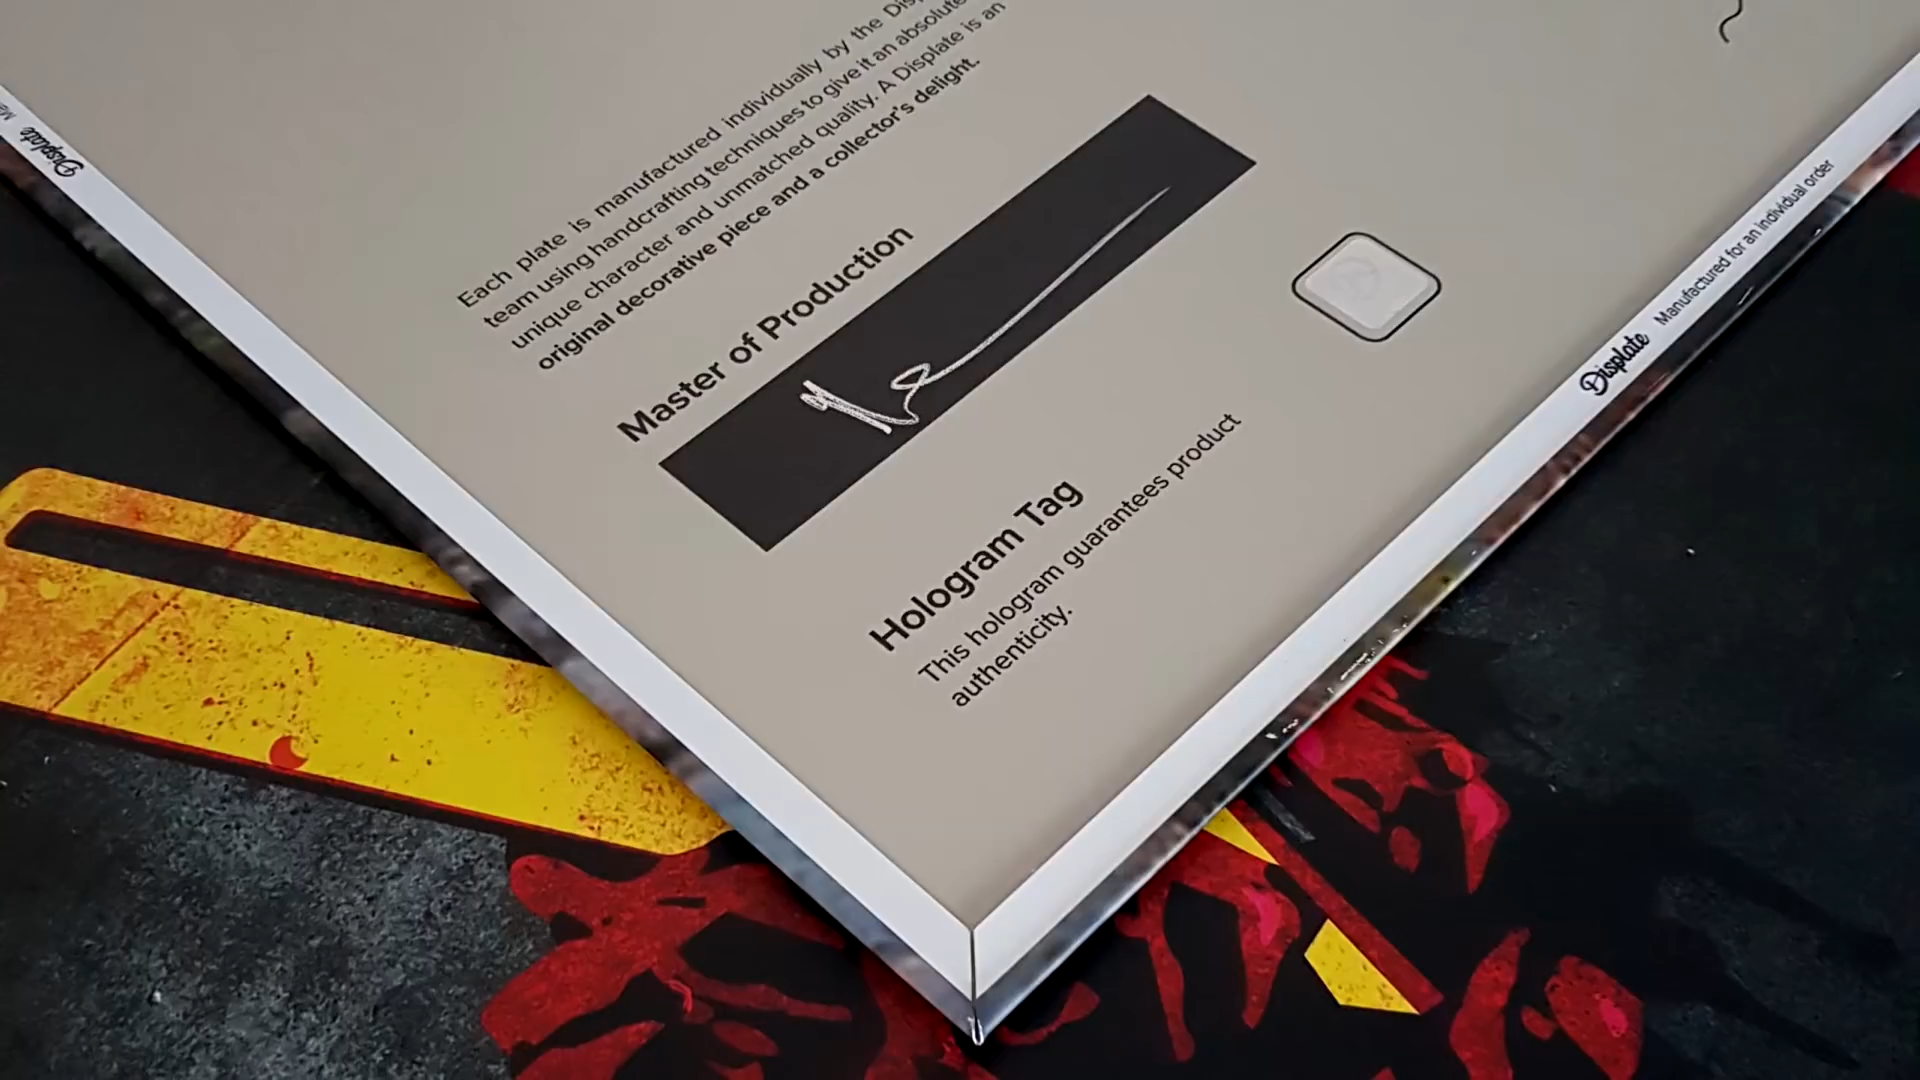 Each plate is manufactured individually by the
team using handcrafting techniques to give it an absolute
unique character and unmatched quality. A Displate is an
original decorative piece and a collector's delight.
Master of Production
Hologram Tag
This hologram guarantees product
authenticity.
Displate Manufactured for an individual order
Displate